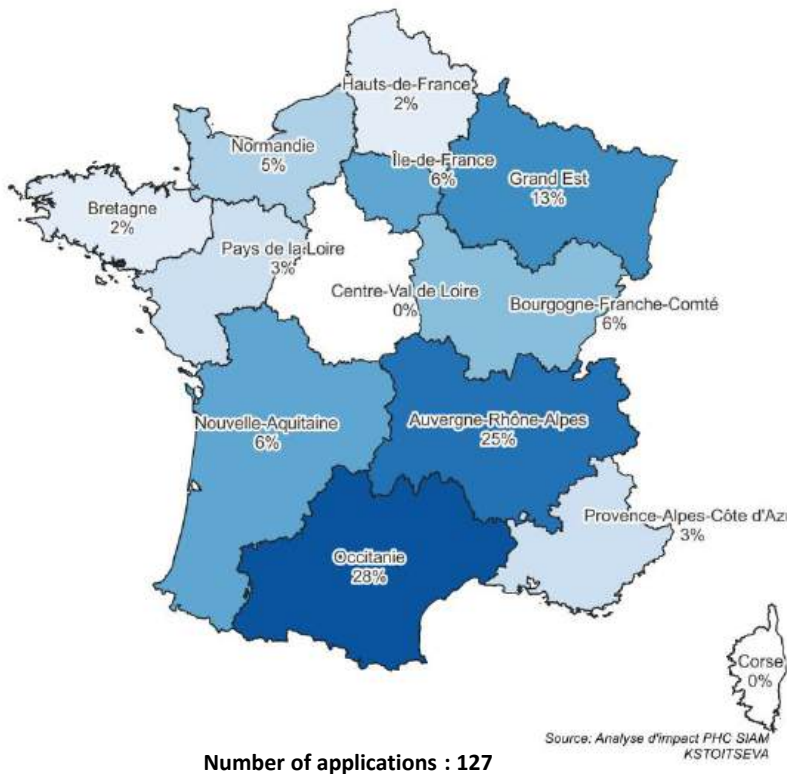 Hauts-de-France
2%
Normandie
5%
Île-de-France
6%
Grand Est
13%
Bretagne
2%
Pays de la Loire
3%
Centre-Val de Loire
0%
Bourgogne-Franche-Comté
6%
Nouvelle-Aquitaine
6%
Auvergne-Rhône-Alpes
25%
Provence-Alpes-Côte d'Az
3%
Occitanie
28%
Corse
0%
Source: Analyse d'impact PHC SIAM
KSTOITSEVA
Number of applications : 127